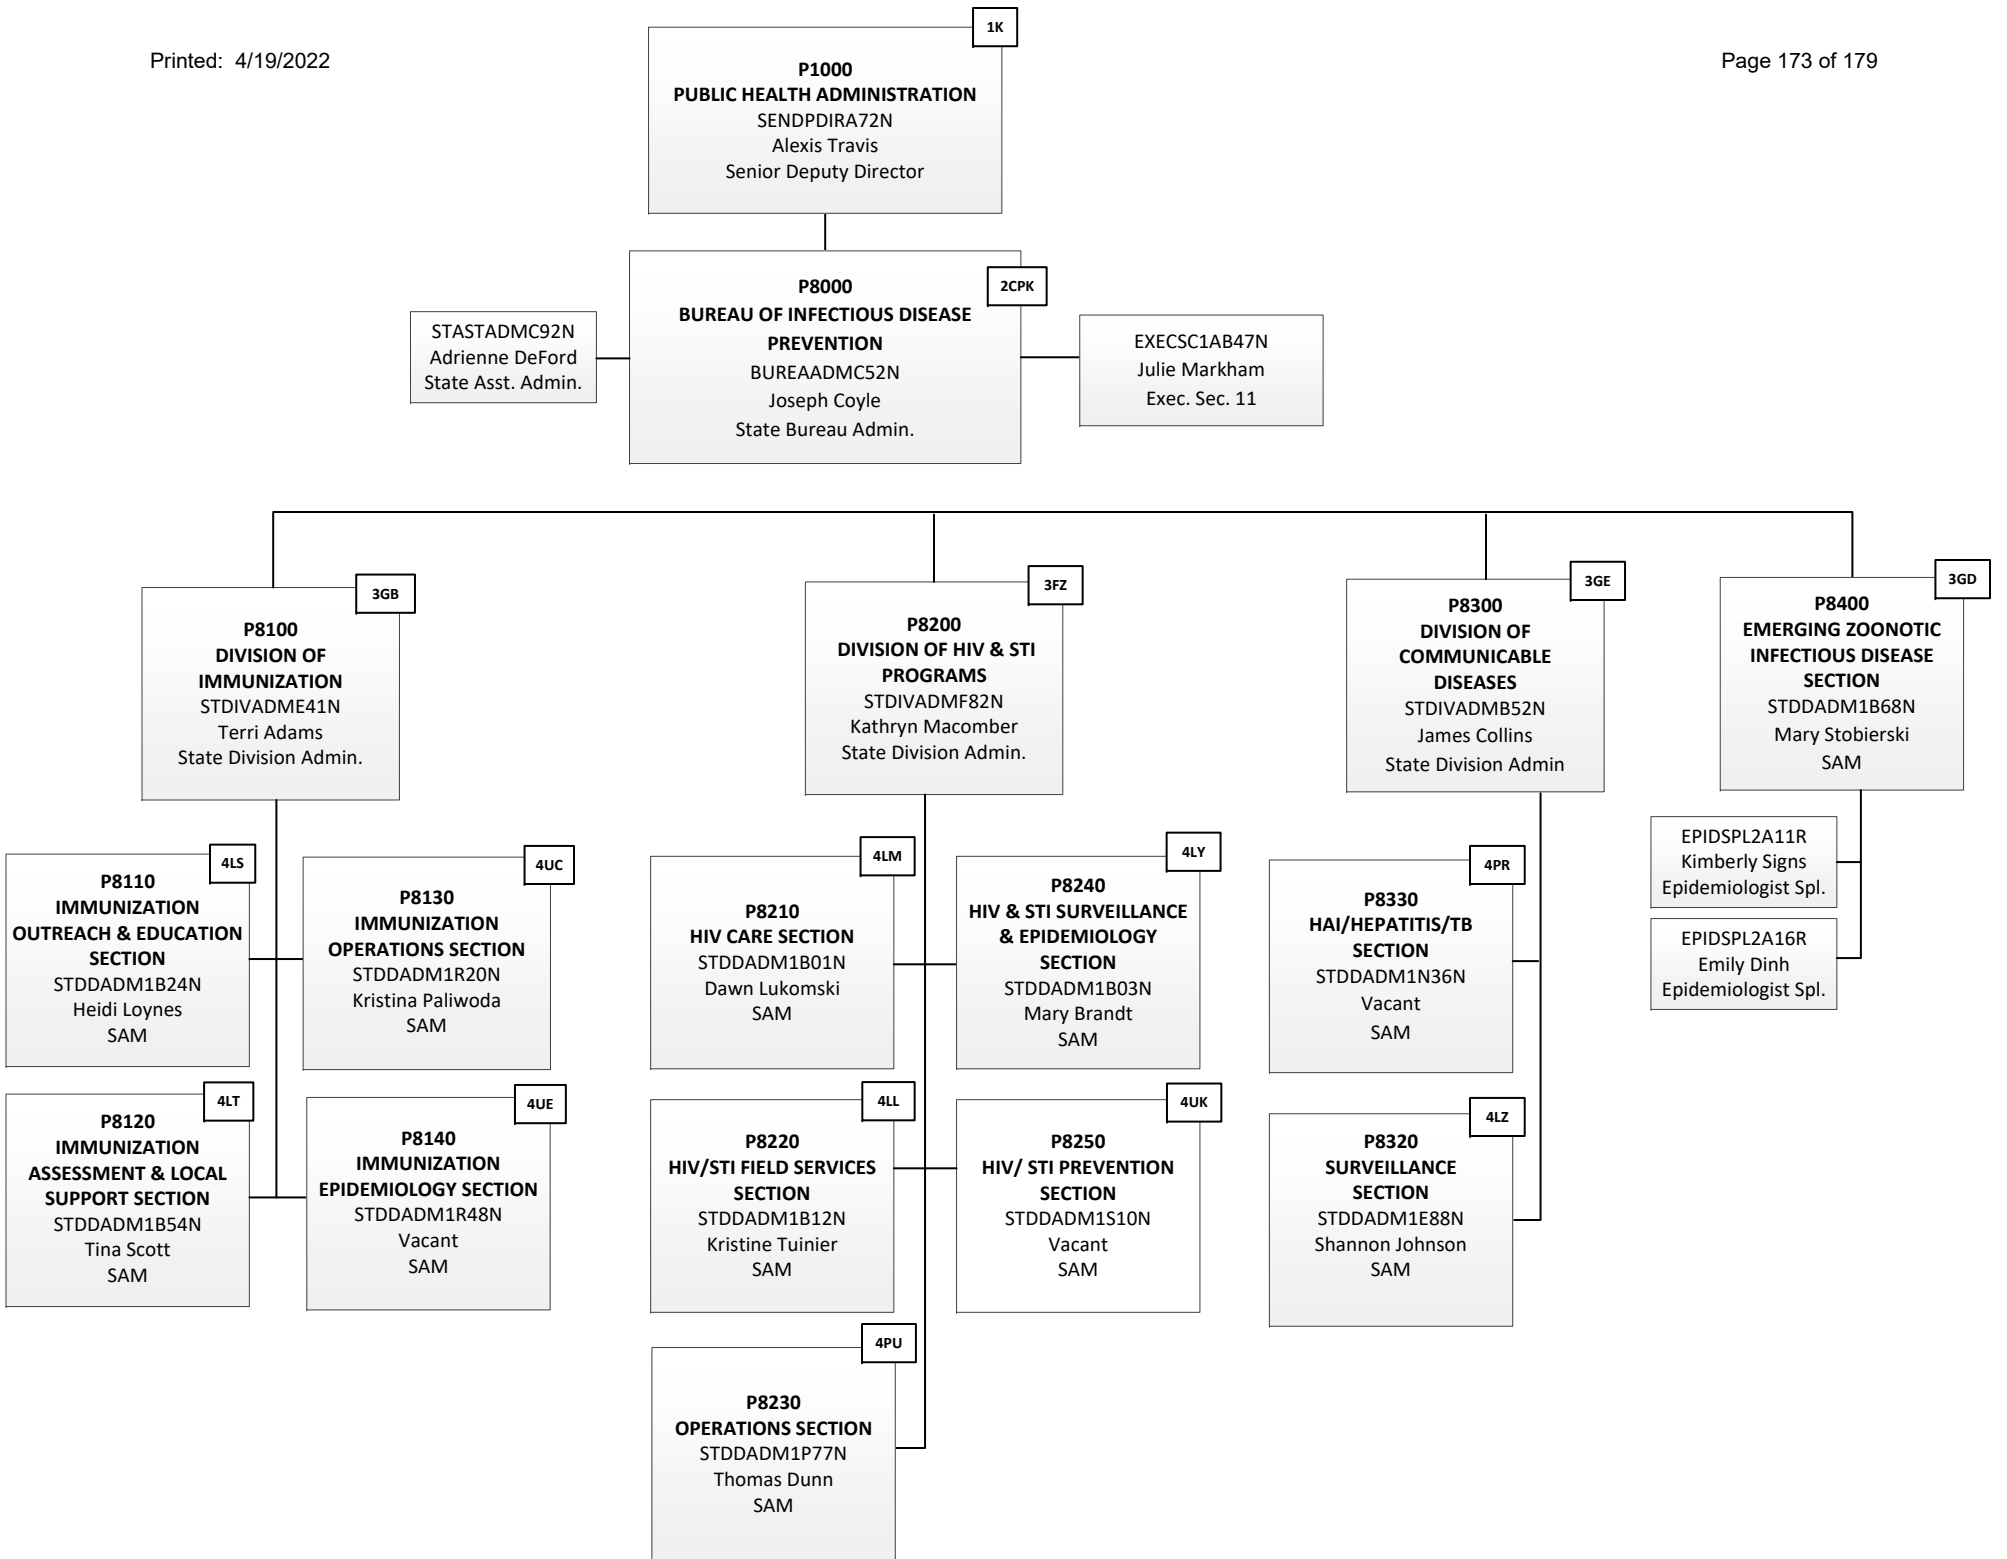 Printed: 4/19/2022
Page 173 of 179
1K
P1000
PUBLIC HEALTH ADMINISTRATION
SENDPDIRA72N
Alexis Travis
Senior Deputy Director
2CPK
P8000
BUREAU OF INFECTIOUS DISEASE
PREVENTION
BUREAADMC52N
Joseph Coyle
State Bureau Admin.
STASTADMC92N
Adrienne DeFord
State Asst. Admin.
EXECSC1AB47N
Julie Markham
Exec. Sec. 11
3GB
P8100
DIVISION OF
IMMUNIZATION
STDIVADME41N
Terri Adams
State Division Admin.
3FZ
P8200
DIVISION OF HIV & STI
PROGRAMS
STDIVADMF82N
Kathryn Macomber
State Division Admin.
3GE
P8300
DIVISION OF
COMMUNICABLE
DISEASES
STDIVADMB52N
James Collins
State Division Admin
3GD
P8400
EMERGING ZOONOTIC
INFECTIOUS DISEASE
SECTION
STDDADM1B68N
Mary Stobierski
SAM
4LS
P8110
IMMUNIZATION
OUTREACH & EDUCATION
SECTION
STDDADM1B24N
Heidi Loynes
SAM
4UC
P8130
IMMUNIZATION
OPERATIONS SECTION
STDDADM1R20N
Kristina Paliwoda
SAM
4LM
P8210
HIV CARE SECTION
STDDADM1B01N
Dawn Lukomski
SAM
4LY
P8240
HIV & STI SURVEILLANCE
& EPIDEMIOLOGY
SECTION
STDDADM1B03N
Mary Brandt
SAM
4PR
P8330
HAI/HEPATITIS/TB
SECTION
STDDADM1N36N
Vacant
SAM
EPIDSPL2A11R
Kimberly Signs
Epidemiologist Spl.
EPIDSPL2A16R
Emily Dinh
Epidemiologist Spl.
4LT
P8120
IMMUNIZATION
ASSESSMENT & LOCAL
SUPPORT SECTION
STDDADM1B54N
Tina Scott
SAM
4UE
P8140
IMMUNIZATION
EPIDEMIOLOGY SECTION
STDDADM1R48N
Vacant
SAM
4LL
P8220
HIV/STI FIELD SERVICES
SECTION
STDDADM1B12N
Kristine Tuinier
SAM
4UK
P8250
HIV/ STI PREVENTION
SECTION
STDDADM1S10N
Vacant
SAM
4LZ
P8320
SURVEILLANCE
SECTION
STDDADM1E88N
Shannon Johnson
SAM
4PU
P8230
OPERATIONS SECTION
STDDADM1P77N
Thomas Dunn
SAM